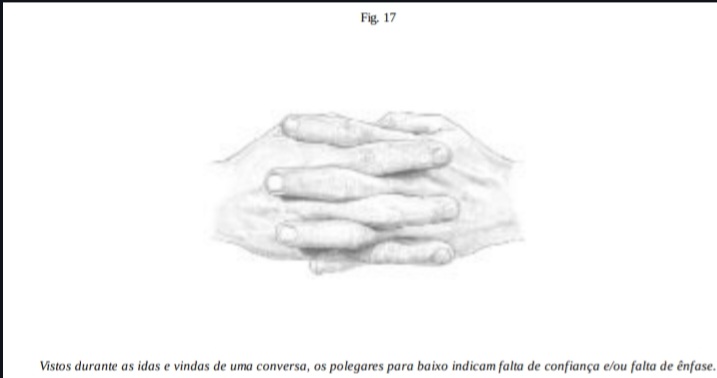 Fig. 17
Vistos durante as idas e vindas de uma conversa, os polegares para baixo indicam falta de confiança e/ou falta de ênfase.